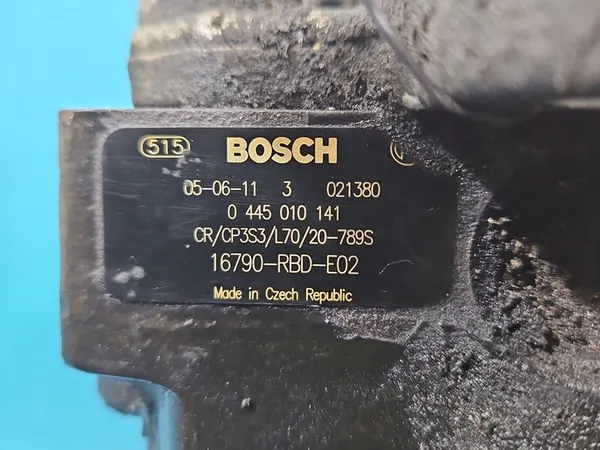 515 BOSCH
05-06-11 3 021380
0 445 010 141
CR/CP3S3/L70/20-789S
16790-RBD-E02
Made in Czech Republic